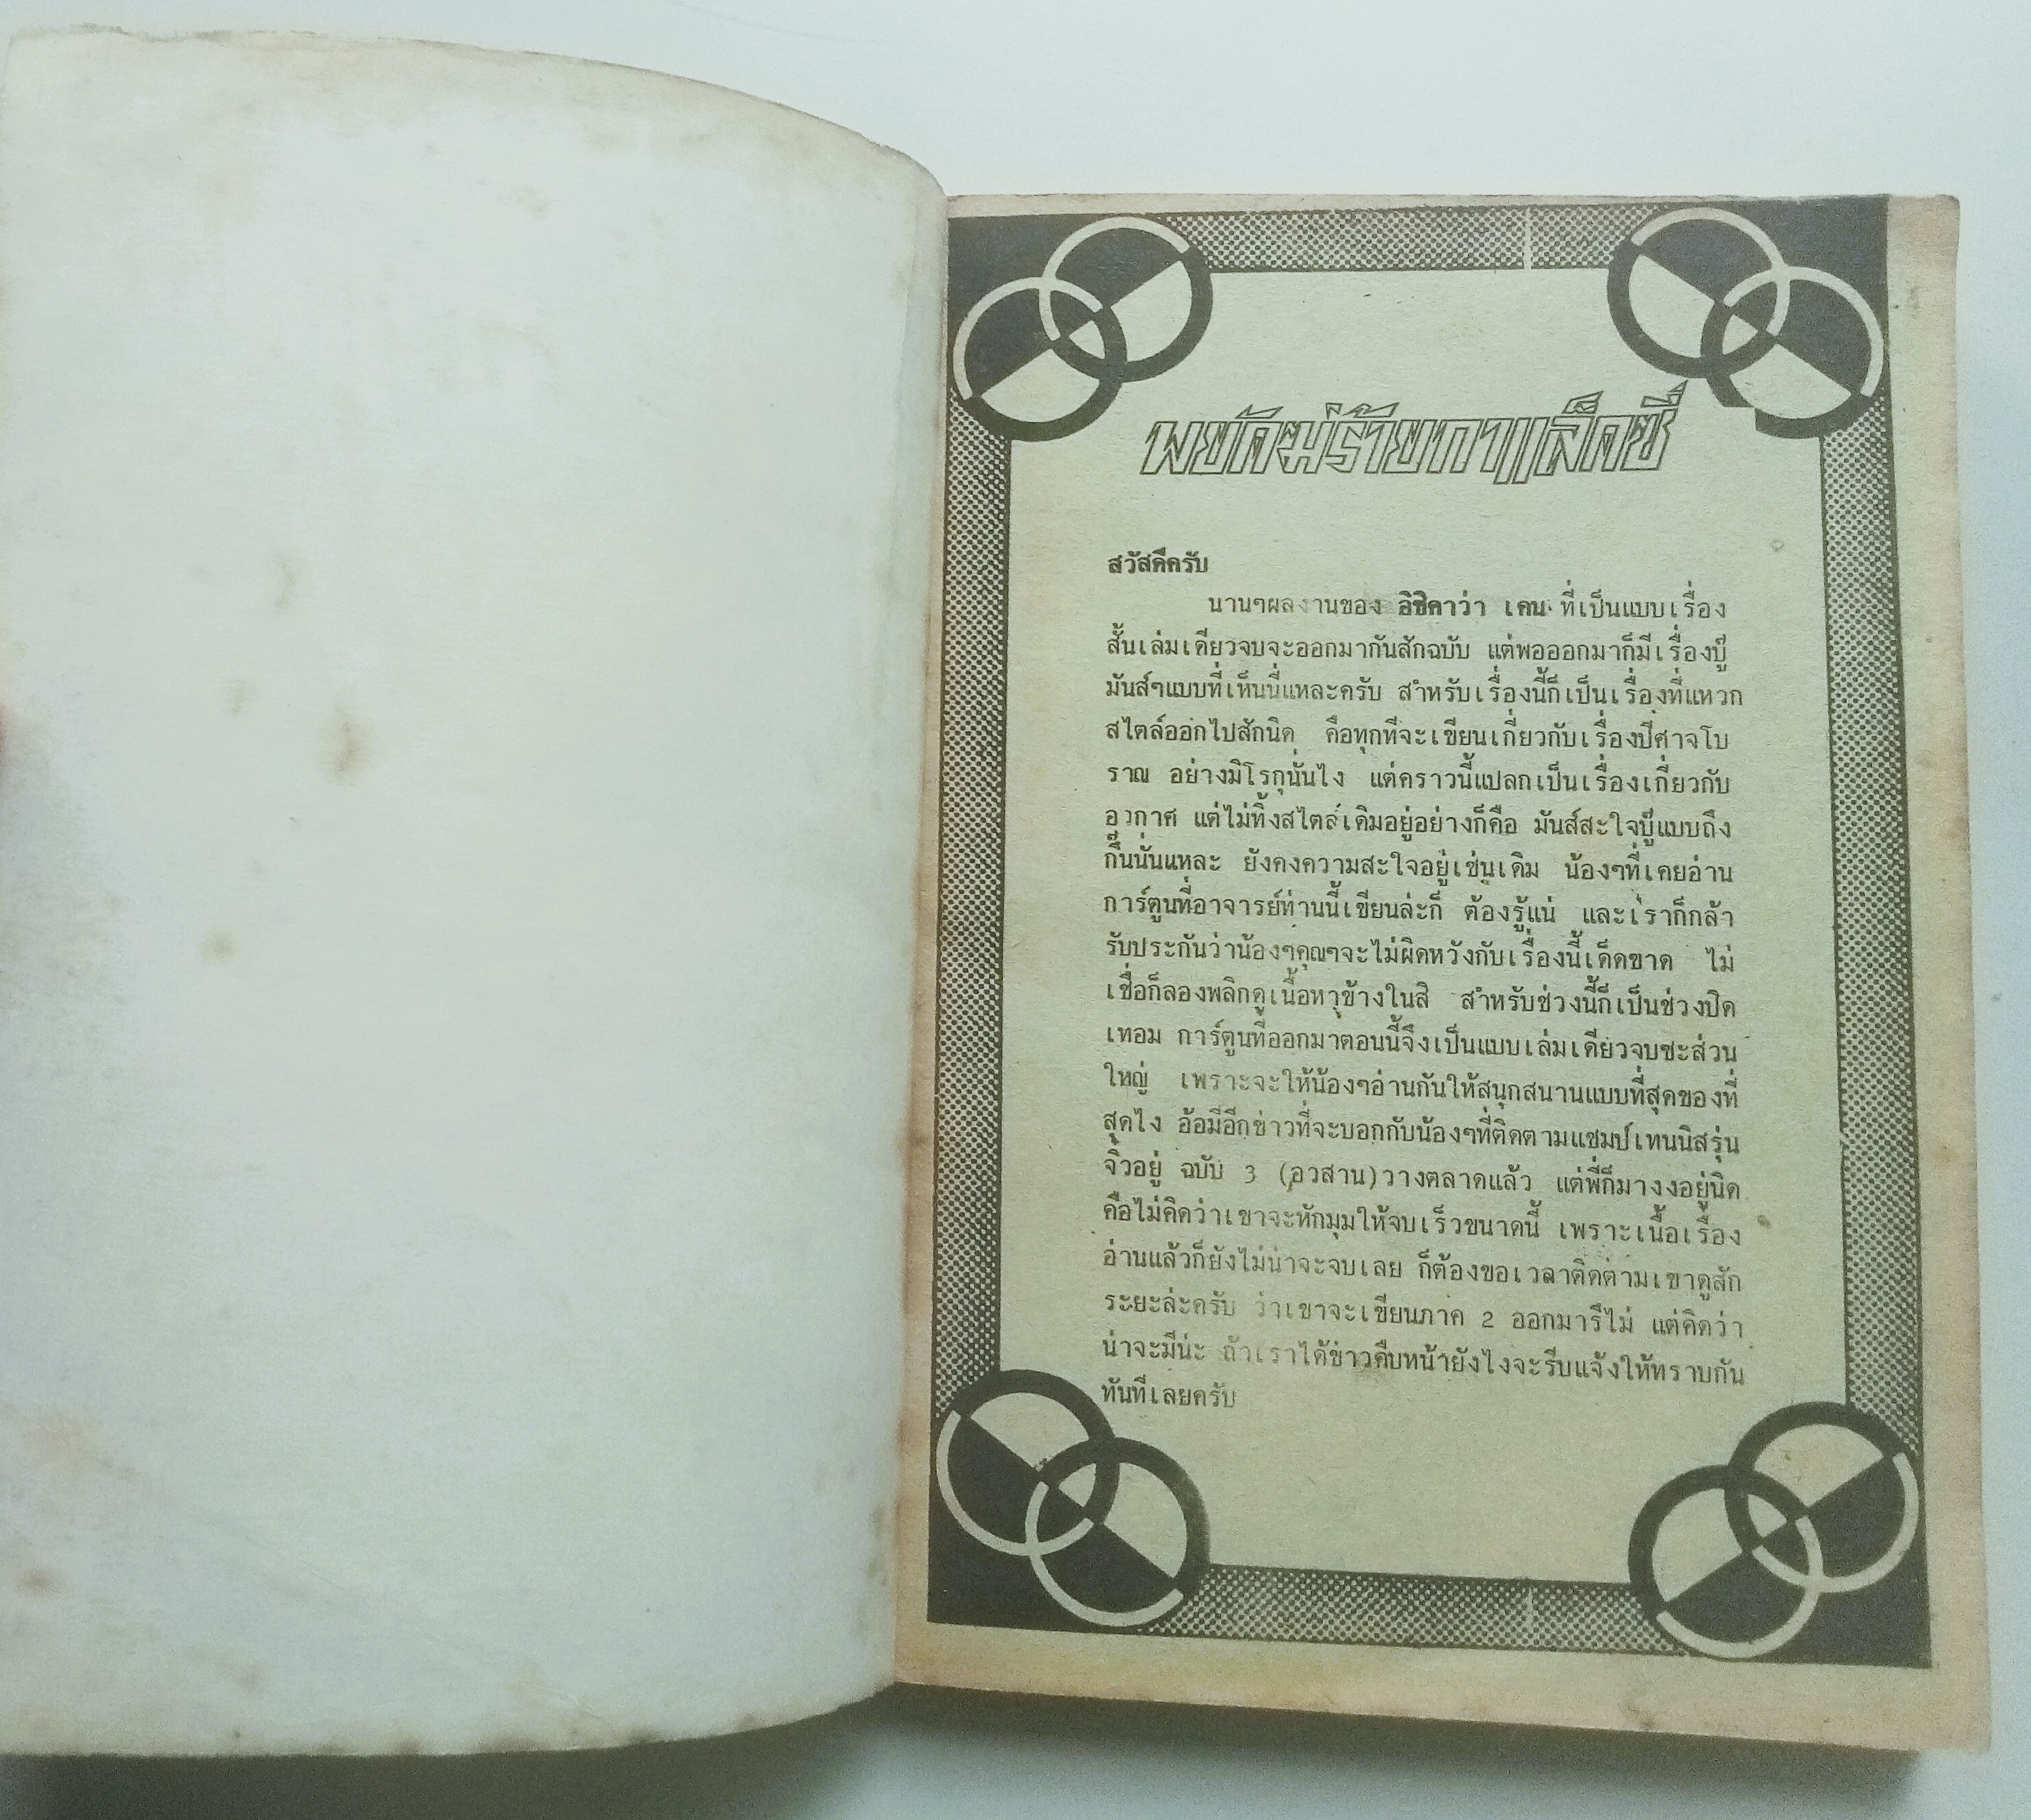 พยัคฆ์ร้ายกาแล็คซี่
สวัสดีครับ
นานๆผลงานของ อิชิคาว่า เคน ที่เป็นแบบเรื่อง
สั้นเล่มเดียวจบจะออกมากันสักฉบับ แต่พอออกมาก็มีเรื่องบู๊
มันส์ๆแบบที่เห็นนี่แหละครับ สำหรับเรื่องนี้ก็เป็นเรื่องที่แหวก
สไตล์ออกไปสักนิด คือทุกทีจะเขียนเกี่ยวกับเรื่องปีศาจโบ
ราณ อย่างมิโรกุนั่นไง แต่คราวนี้แปลกเป็นเรื่องเกี่ยวกับ
อวกาศ แต่ไม่ทิ้งสไตล์เดิมอยู่อย่างก็คือ มันส์สะใจบู๊แบบถึง
กึ๊นนั่นแหละ ยังคงความสะใจอยู่เช่นเดิม น้องๆที่เคยอ่าน
การ์ตูนที่อาจารย์ท่านนี้เขียนล่ะก็ ต้องรู้แน่ และเราก็กล้า
รับประกันว่าน้องๆคุณๆจะไม่ผิดหวังกับเรื่องนี้เด็ดขาด ไม่
เชื่อก็ลองพลิกดูเนื้อหาข้างในสิ สำหรับช่วงนี้ก็เป็นช่วงปิด
เทอม การ์ตูนที่ออกมาตอนนี้จึงเป็นแบบเล่มเดียวจบซะส่วน
ใหญ่ เพราะจะให้น้องๆอ่านกันให้สนุกสนานแบบที่สุดของที่
สุดไง อ้อมีอีกข่าวที่จะบอกกับน้องๆที่ติดตามแชมป์เทนนิสรุ่น
จิ๋วอยู่ ฉบับ 3 (อวสาน)วางตลาดแล้ว แต่พี่ก็มางงอยู่นิด
คือไม่คิดว่าเขาจะหักมุมให้จบเร็วขนาดนี้ เพราะเนื้อเรื่อง
อ่านแล้วก็ยังไม่น่าจะจบเลย ก็ต้องขอเวลาติดตามเขาดูสัก
ระยะล่ะครับ ว่าเขาจะเขียนภาค 2 ออกมารึไม่ แต่คิดว่า
น่าจะมีน่ะ ถ้าเราได้ข่าวคืบหน้ายังไงจะรีบแจ้งให้ทราบกัน
ทันทีเลยครับ